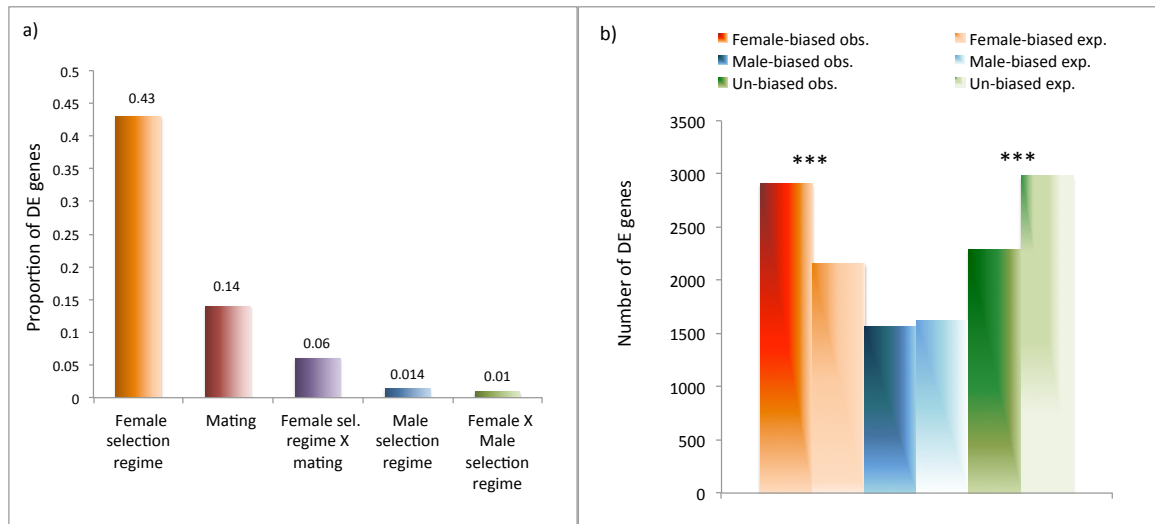 a)
Proportion of DE genes
0.5
0.45
0.4
0.35
0.3
0.25
0.2
0.15
0.1
0.05
0
0.43
0.14
0.06
0.014
0.01
Female
selection
regime
Mating
Female sel.
regime X
mating
Male
selection
regime
Female X
Male
selection
regime
b)
Female-biased obs.
Female-biased exp.
Male-biased obs.
Male-biased exp.
Un-biased obs.
Un-biased exp.
Number of DE genes
3500
3000
2500
2000
1500
1000
500
0
***
***